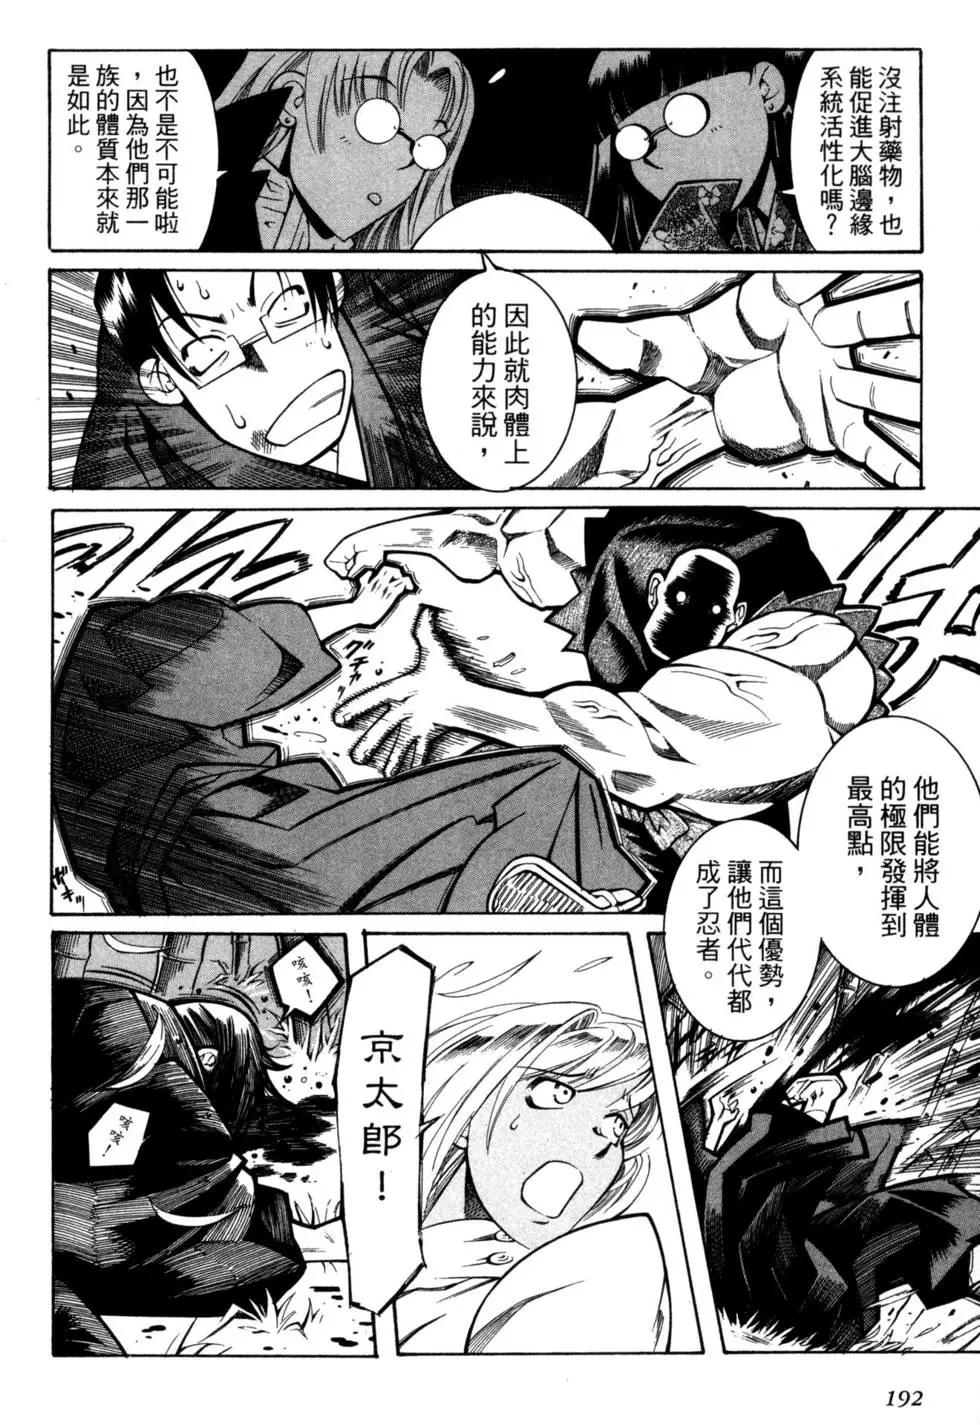 沒注射藥物，也
能促進大腦邊緣
系統活性化嗎？
也不是不可能啦
，因為他們那一
族的體質本來就
是如此。
因此就肉體上
的能力來說，
グチャ
他們能將人體
的極限發揮到
最高點，
而這個優勢，
讓他們代代都
成了忍者。
京太郎！
咳
咳！
咳
咳！
192